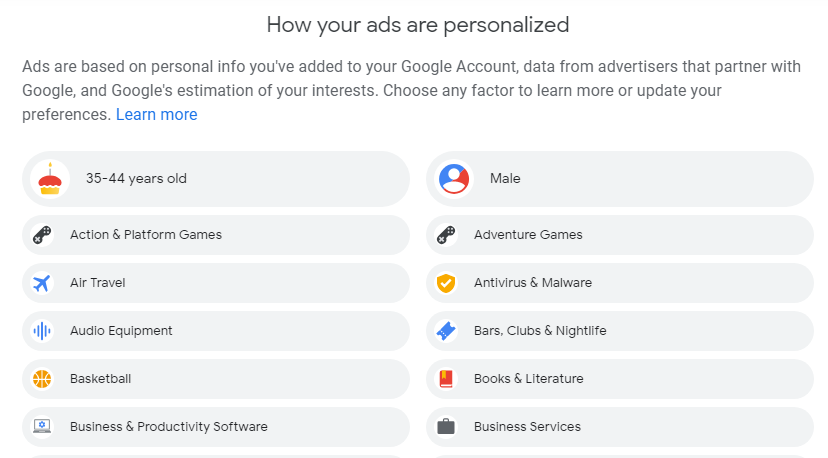 How your ads are personalized
Ads are based on personal info you've added to your Google Account, data from advertisers that partner with
Google, and Google's estimation of your interests. Choose any factor to learn more or update your
preferences. Learn more
35-44 years old
Male
Action & Platform Games
Adventure Games
Air Travel
Antivirus & Malware
Audio Equipment
Bars, Clubs & Nightlife
Basketball
Books & Literature
Business & Productivity Software
Business Services